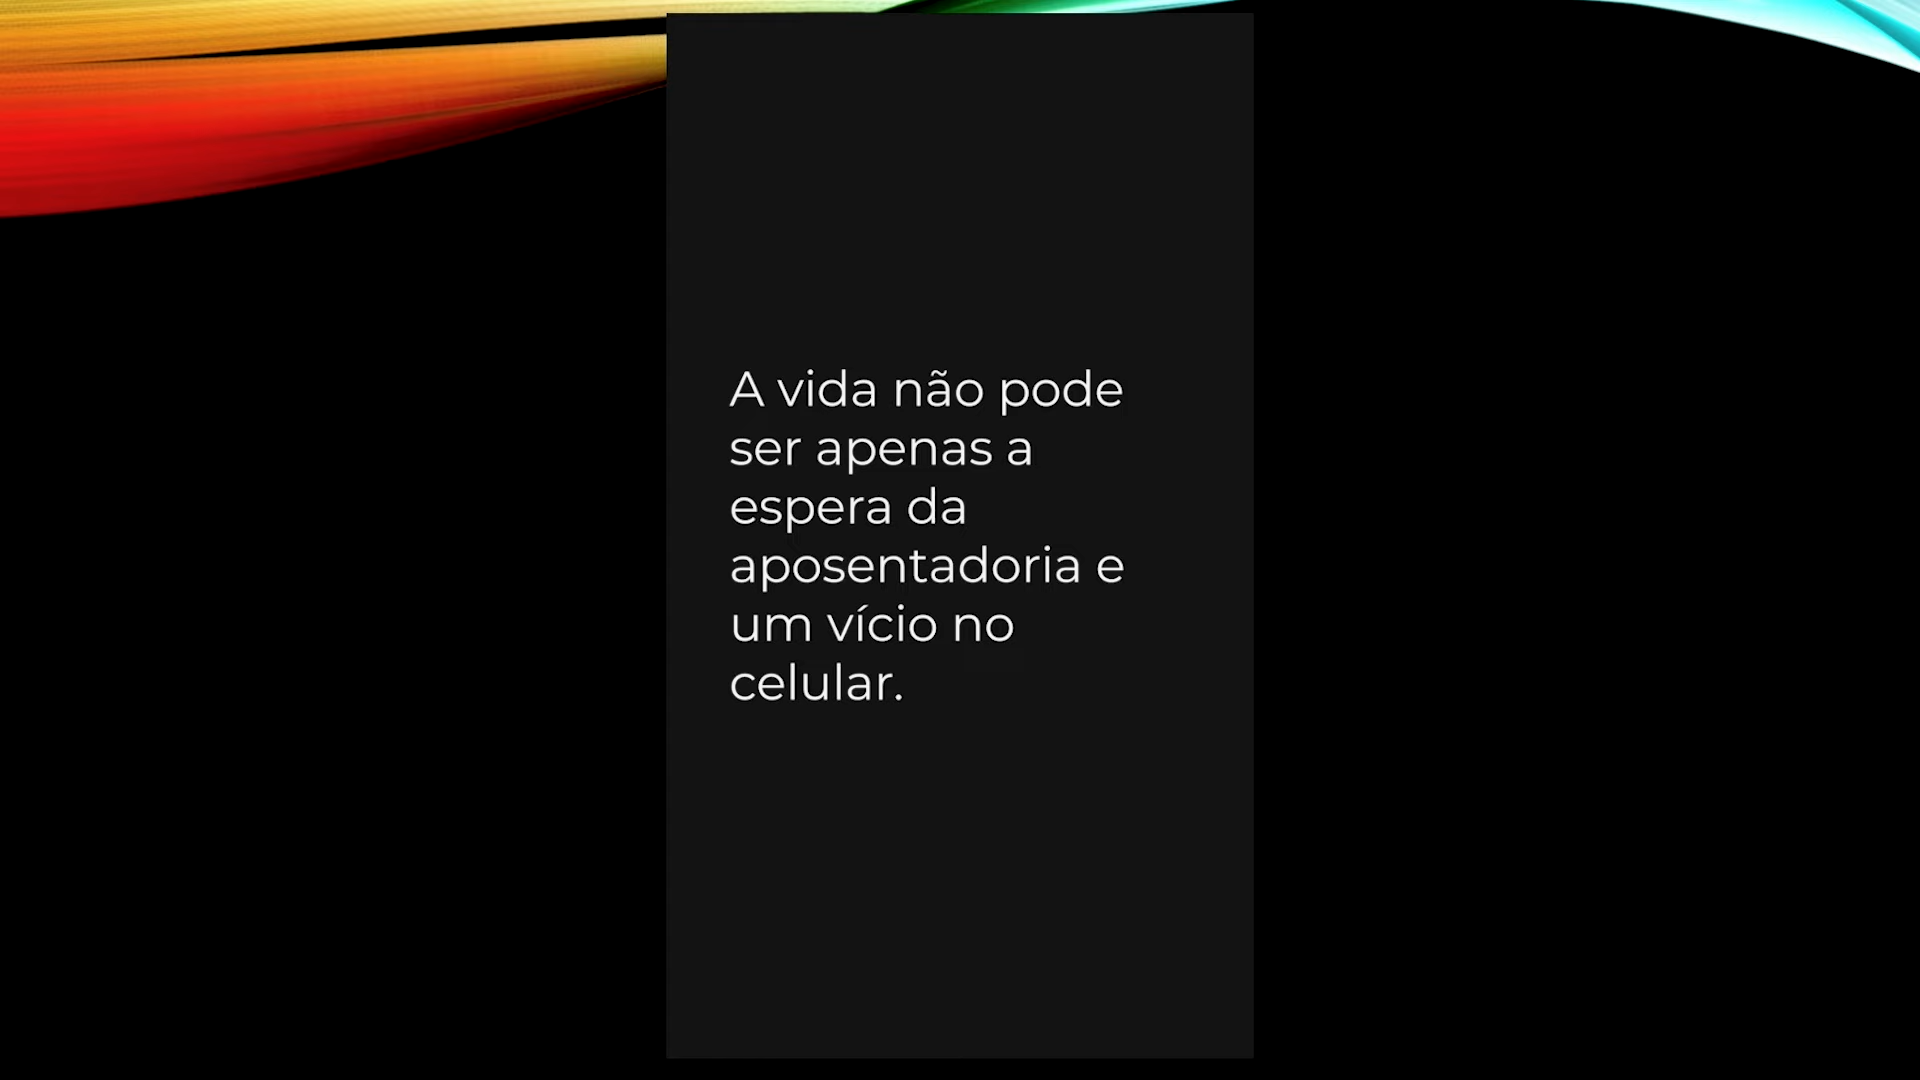 A vida não pode
ser apenas a
espera da
aposentadoria e
um vício no
celular.